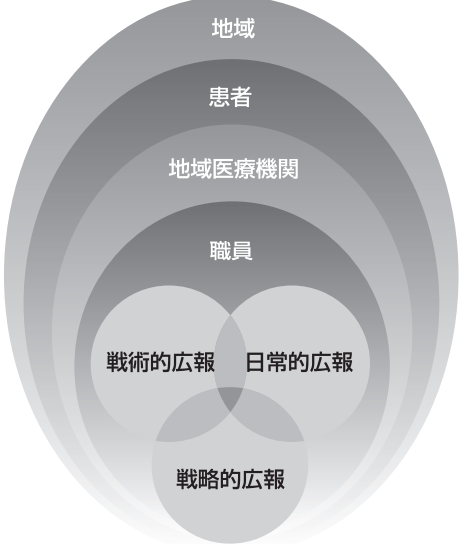 地域
患者
地域医療機関
職員
戦術的広報
日常的広報
戦略的広報